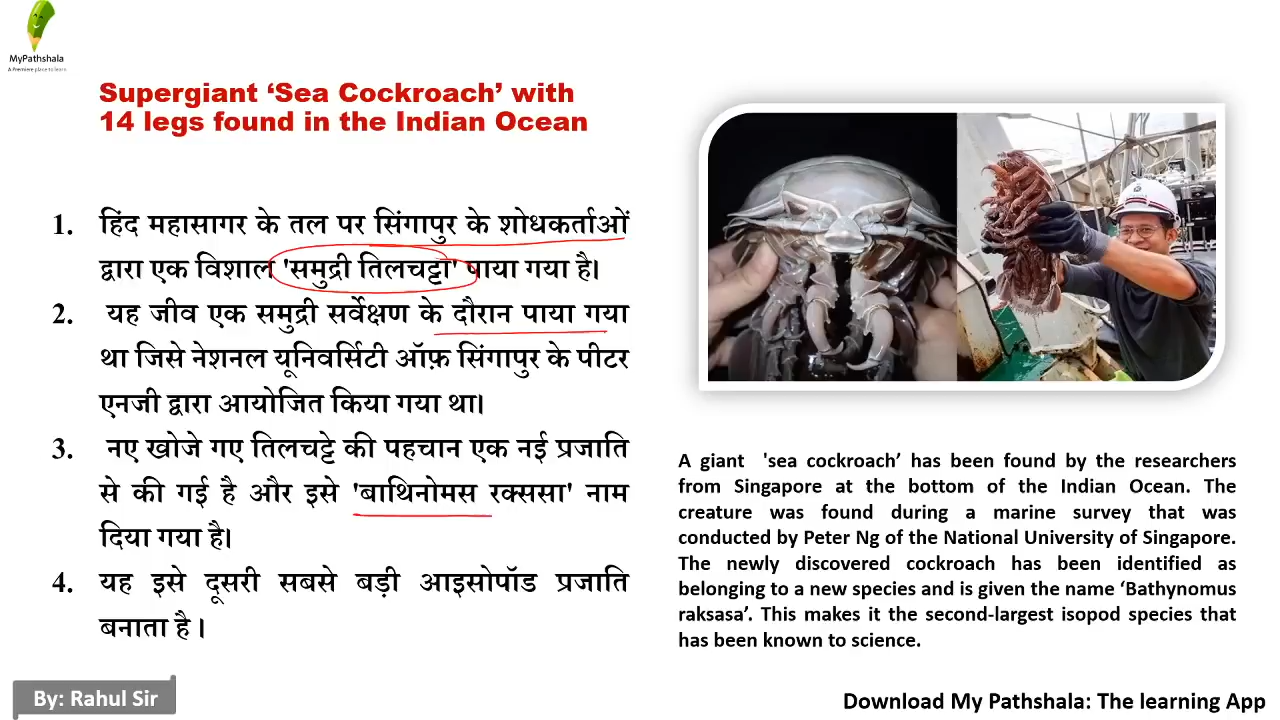 MyPathshala
A Premiere place to learn
Supergiant ‘Sea Cockroach’ with
14 legs found in the Indian Ocean
1. हिंद महासागर के तल पर सिंगापुर के शोधकर्ताओं
द्वारा एक विशाल 'समुद्री तिलचट्टा' पाया गया है।
2. यह जीव एक समुद्री सर्वेक्षण के दौरान पाया गया
था जिसे नेशनल यूनिवर्सिटी ऑफ़ सिंगापुर के पीटर
एनजी द्वारा आयोजित किया गया था।
3. नए खोजे गए तिलचट्टे की पहचान एक नई प्रजाति
से की गई है और इसे 'बाथिनोमस रक्ससा' नाम
दिया गया है।
4. यह इसे दूसरी सबसे बड़ी आइसोपॉड प्रजाति
बनाता है ।
A giant 'sea cockroach’ has been found by the researchers
from Singapore at the bottom of the Indian Ocean. The
creature was found during a marine survey that was
conducted by Peter Ng of the National University of Singapore.
The newly discovered cockroach has been identified as
belonging to a new species and is given the name ‘Bathynomus
raksasa’. This makes it the second-largest isopod species that
has been known to science.
By: Rahul Sir
Download My Pathshala: The learning App